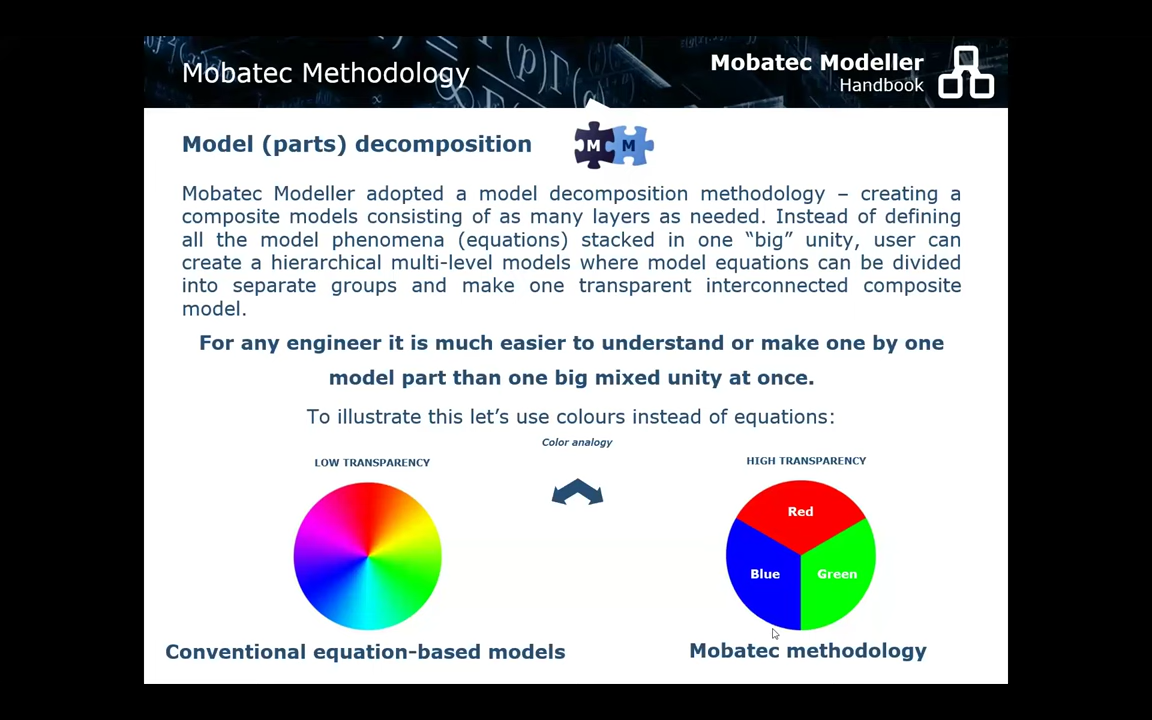 Mobatec Methodology
Mobatec Modeller
Handbook
Model (parts) decomposition
M M
Mobatec Modeller adopted a model decomposition methodology – creating a
composite models consisting of as many layers as needed. Instead of defining
all the model phenomena (equations) stacked in one “big” unity, user can
create a hierarchical multi-level models where model equations can be divided
into separate groups and make one transparent interconnected composite
model.
For any engineer it is much easier to understand or make one by one
model part than one big mixed unity at once.
To illustrate this let’s use colours instead of equations:
Color analogy
LOW TRANSPARENCY
HIGH TRANSPARENCY
Red
Blue
Green
Conventional equation-based models
Mobatec methodology